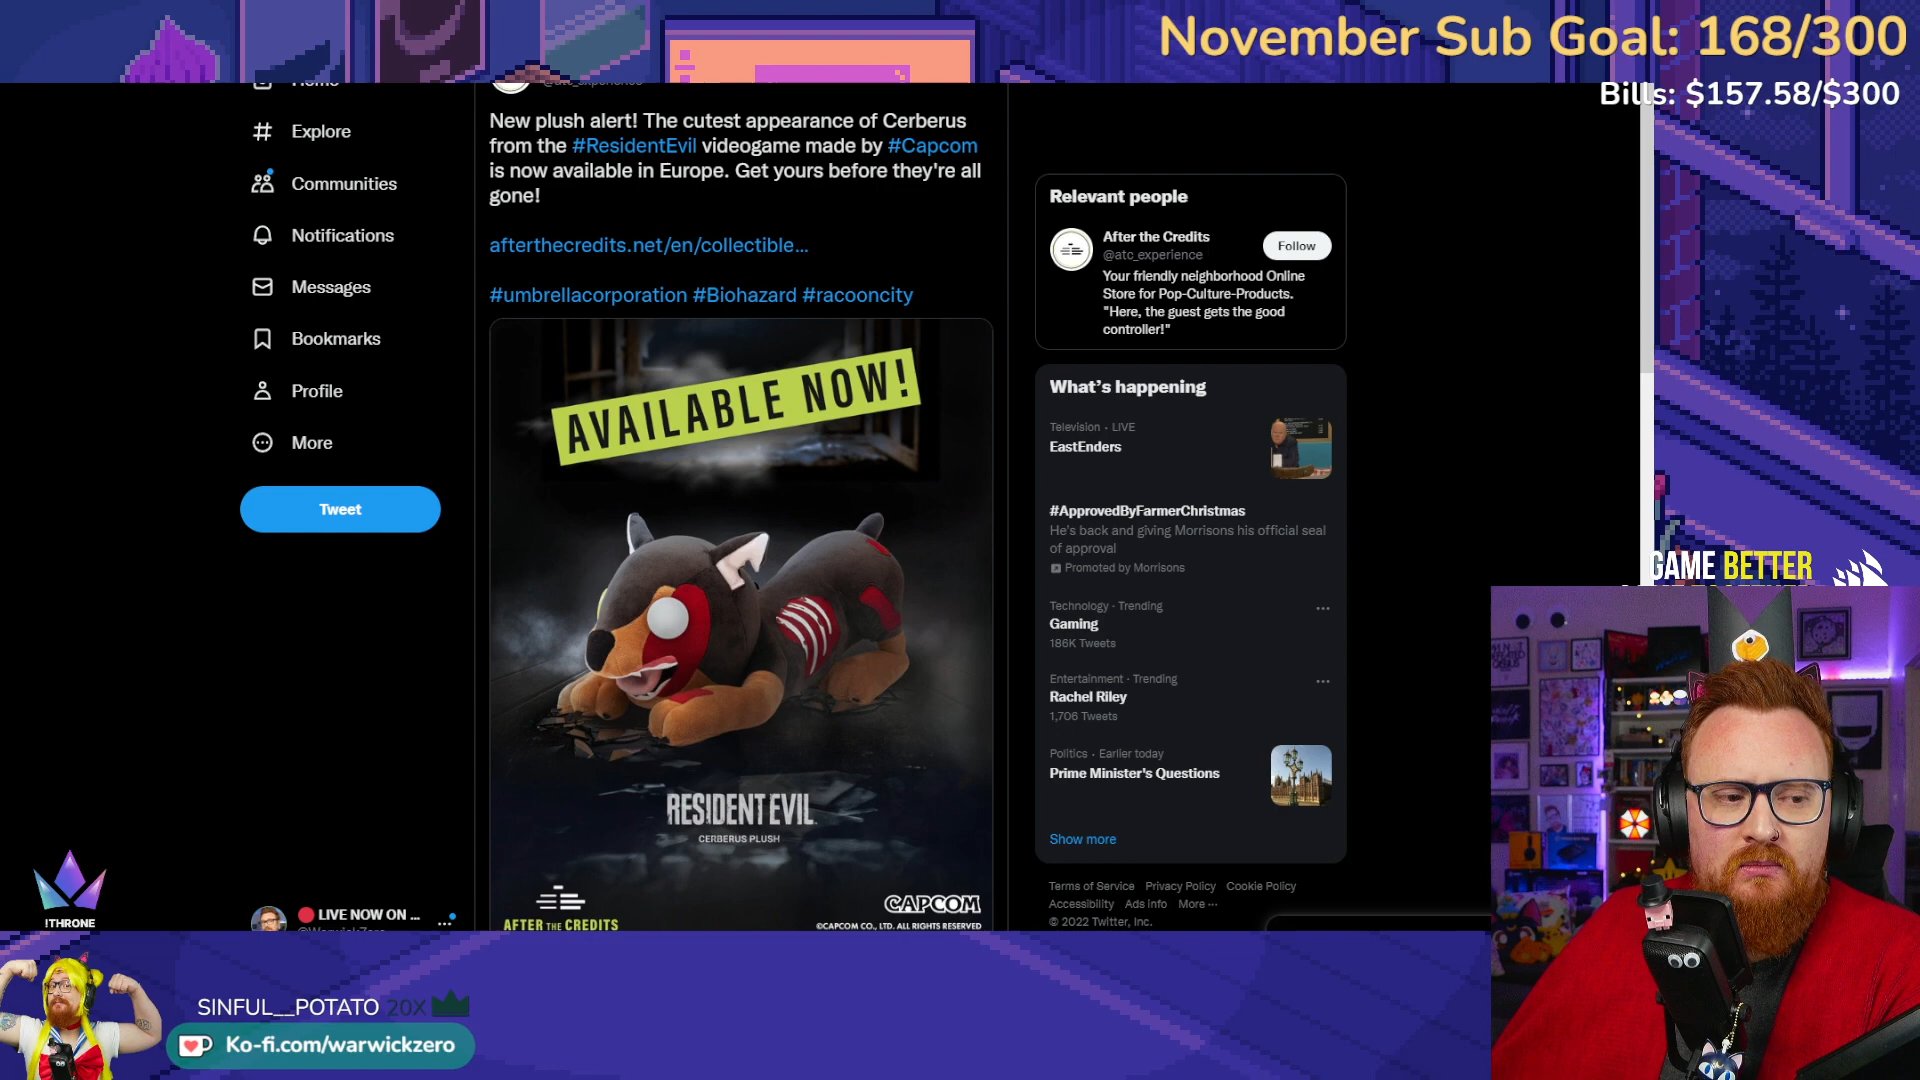 November Sub Goal: 168/300
Bills: $157.58/$300
Home
Explore
Communities
Notifications
Messages
Bookmarks
Profile
More
Tweet
LIVE NOW ON ...
@atc_experience
New plush alert! The cutest appearance of Cerberus
from the #ResidentEvil videogame made by #Capcom
is now available in Europe. Get yours before they're all
gone!
afterthecredits.net/en/collectible...
#umbrellacorporation #Biohazard #racooncity
AVAILABLE NOW!
RESIDENT EVIL
CERBERUS PLUSH
AFTER THE CREDITS
CAPCOM
©CAPCOM CO., LTD. ALL RIGHTS RESERVED
Relevant people
After the Credits
@atc_experience
Follow
Your friendly neighborhood Online
Store for Pop-Culture-Products.
"Here, the guest gets the good
controller!"
What's happening
Television · LIVE
EastEnders
#ApprovedByFarmerChristmas
He's back and giving Morrisons his official seal
of approval
Promoted by Morrisons
Technology · Trending
Gaming
186K Tweets
Entertainment · Trending
Rachel Riley
1,706 Tweets
Politics · Earlier today
Prime Minister's Questions
Show more
Terms of Service Privacy Policy Cookie Policy
Accessibility Ads info More ...
© 2022 Twitter, Inc.
GAME BETTER
!THRONE
SINFUL__POTATO 20X
Ko-fi.com/warwickzero